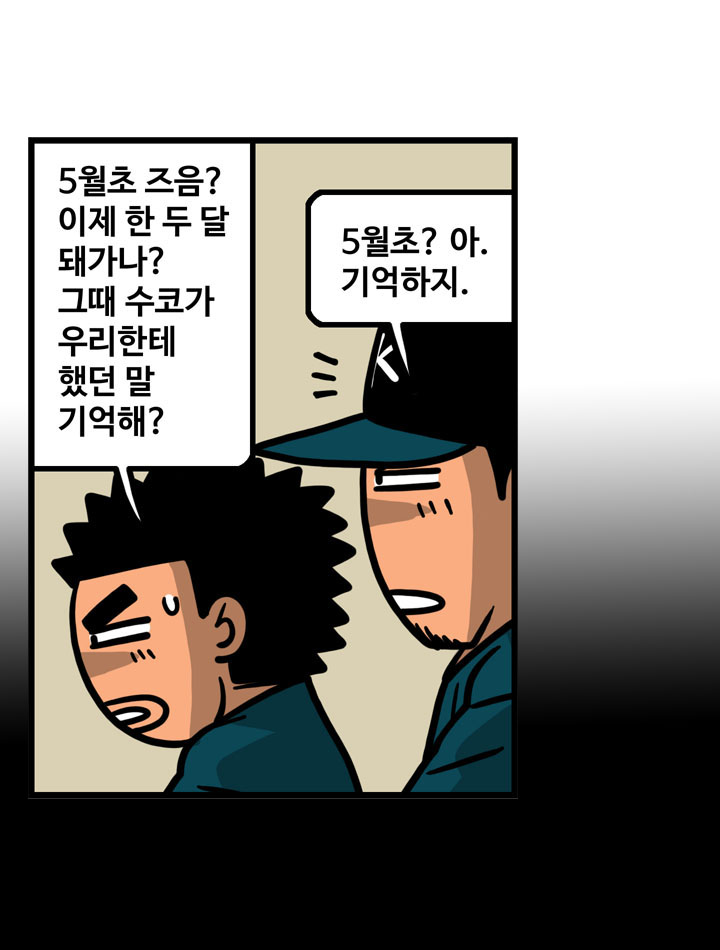 5월초 즈음?
이제 한 두 달
돼가나?
그때 수코가
우리한테
했던 말
기억해?
5월초? 아.
기억하지.